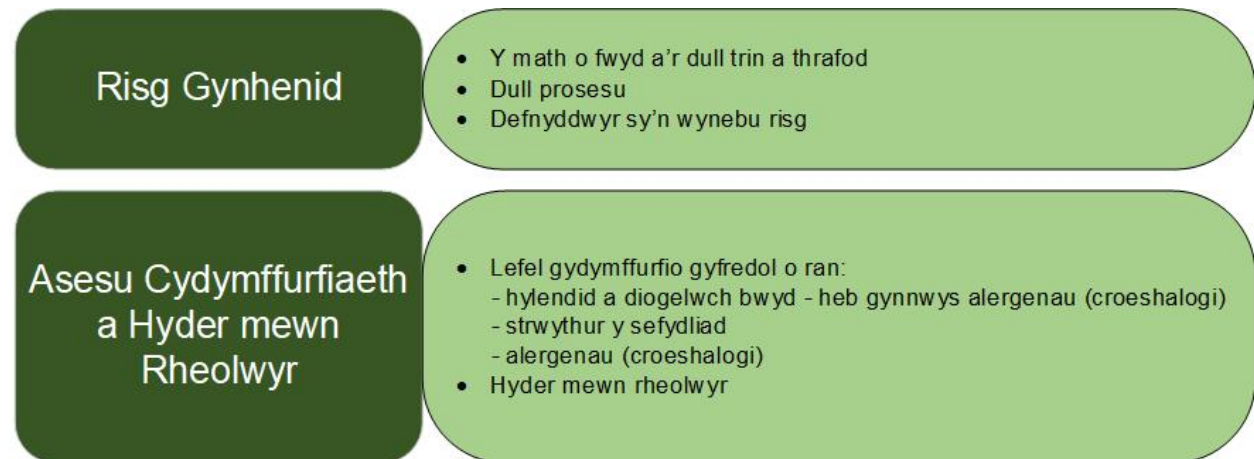 Risg Gynhenid
• Y math o fwyd a'r dull trin a thrafod
• Dull prosesu
• Defnyddwyr sy'n wynebu risg
Asesu Cydymffurfiaeth
a Hyder mewn
Rheolwyr
• Lefel gydymffurfio gyfredol o ran:
- hylendid a diogelwch bwyd - heb gynnwys alergenau (croeshalogi)
- strwythur y sefydliad
- alergenau (croeshalogi)
• Hyder mewn rheolwyr